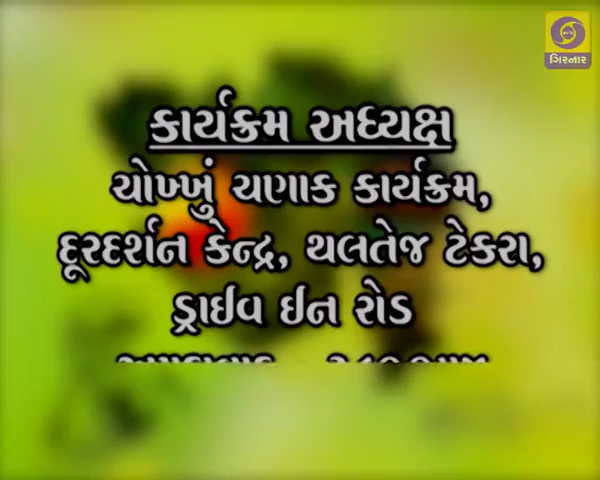 ગિરનાર
કાર્યક્રમ અધ્યક્ષ
ચોખ્ખું ચણાક કાર્યક્રમ,
દૂરદર્શન કેન્દ્ર, થલતેજ ટેકરા,
ડ્રાઈવ ઈન રોડ